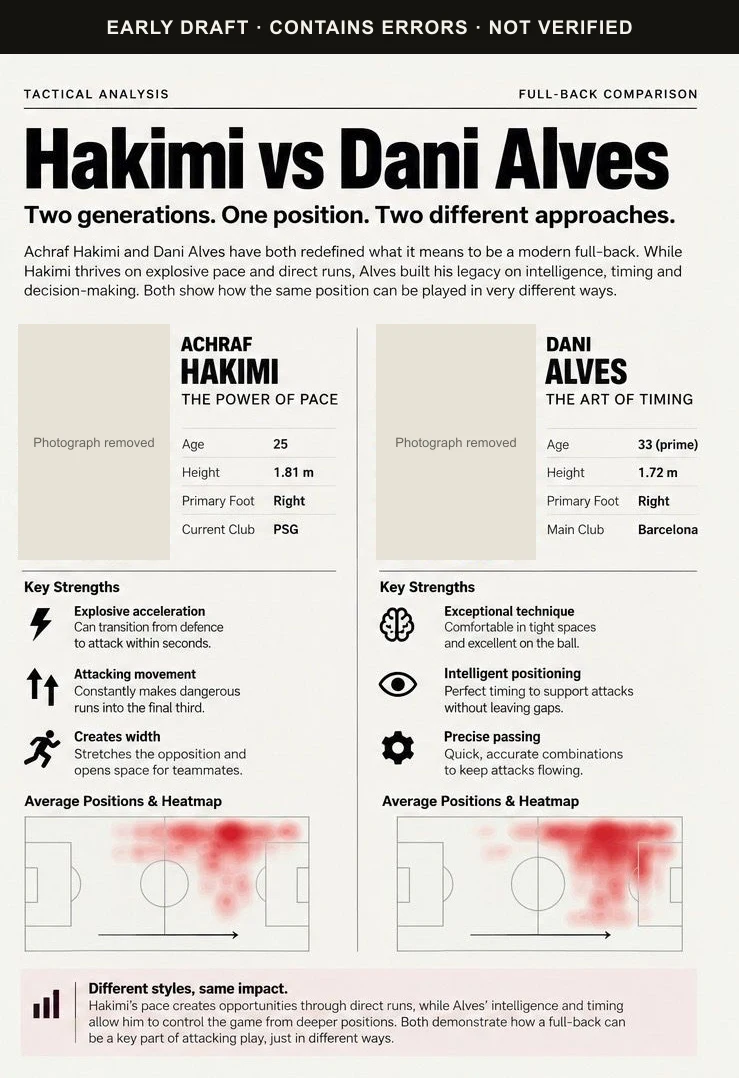 EARLY DRAFT · CONTAINS ERRORS · NOT VERIFIED
TACTICAL ANALYSIS
FULL-BACK COMPARISON
Hakimi vs Dani Alves
Two generations. One position. Two different approaches.
Achraf Hakimi and Dani Alves have both redefined what it means to be a modern full-back. While
Hakimi thrives on explosive pace and direct runs, Alves built his legacy on intelligence, timing and
decision-making. Both show how the same position can be played in very different ways.
Photograph removed
ACHRAF
HAKIMI
THE POWER OF PACE
Age 25
Height 1.81 m
Primary Foot Right
Current Club PSG
Key Strengths
Explosive acceleration
Can transition from defence
to attack within seconds.
Attacking movement
Constantly makes dangerous
runs into the final third.
Creates width
Stretches the opposition and
opens space for teammates.
Average Positions & Heatmap
Photograph removed
DANI
ALVES
THE ART OF TIMING
Age 33 (prime)
Height 1.72 m
Primary Foot Right
Main Club Barcelona
Key Strengths
Exceptional technique
Comfortable in tight spaces
and excellent on the ball.
Intelligent positioning
Perfect timing to support attacks
without leaving gaps.
Precise passing
Quick, accurate combinations
to keep attacks flowing.
Average Positions & Heatmap
Different styles, same impact.
Hakimi's pace creates opportunities through direct runs, while Alves' intelligence and timing
allow him to control the game from deeper positions. Both demonstrate how a full-back can
be a key part of attacking play, just in different ways.